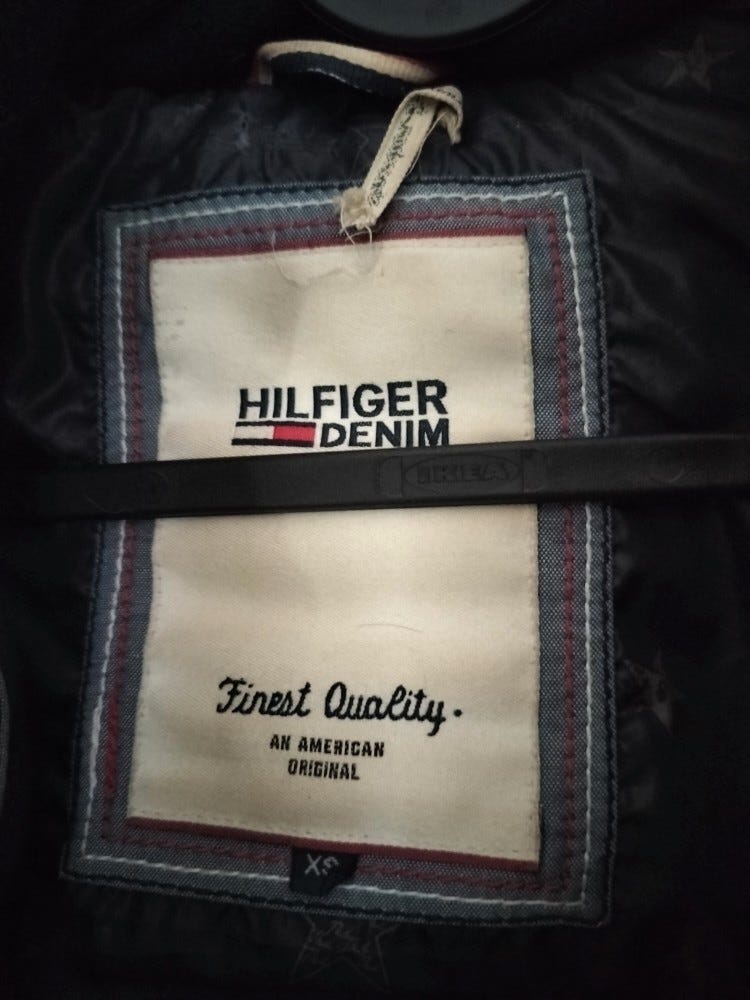 HILFIGER
DENIM
IKEA
Finest Quality.
AN AMERICAN
ORIGINAL
XS